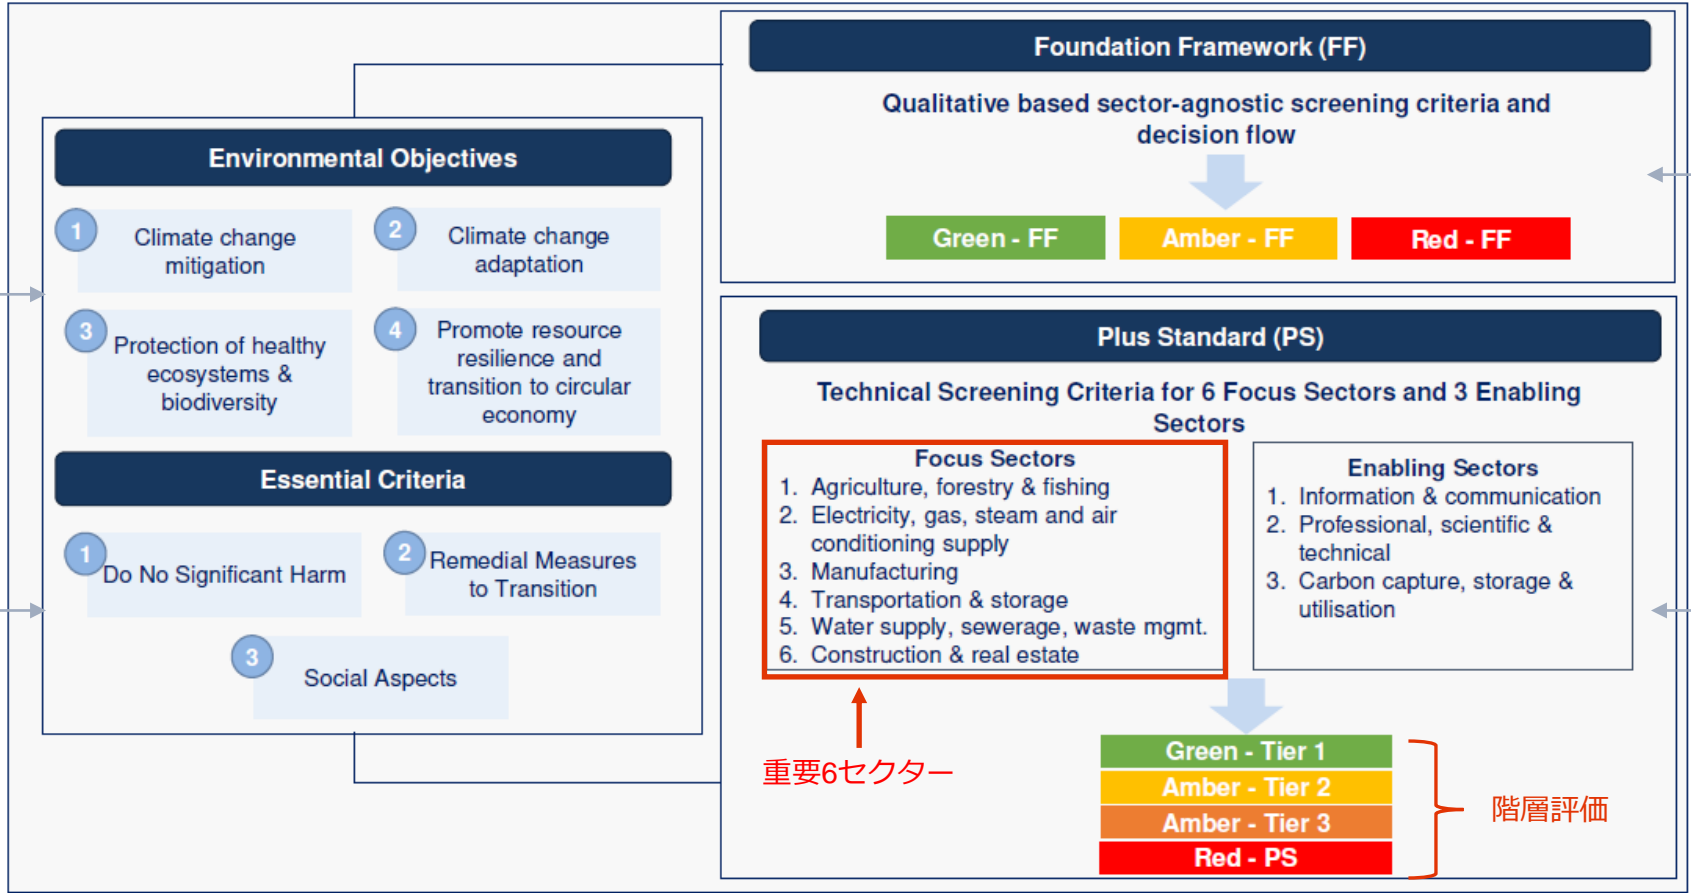 Foundation Framework (FF)
Qualitative based sector-agnostic screening criteria and
decision flow
Green - FF
Amber - FF
Red - FF
Environmental Objectives
1
Climate change
mitigation
2
Climate change
adaptation
3
Protection of healthy
ecosystems &
biodiversity
4
Promote resource
resilience and
transition to circular
economy
Essential Criteria
1
Do No Significant Harm
2
Remedial Measures
to Transition
3
Social Aspects
Plus Standard (PS)
Technical Screening Criteria for 6 Focus Sectors and 3 Enabling
Sectors
Focus Sectors
1. Agriculture, forestry & fishing
2. Electricity, gas, steam and air
conditioning supply
3. Manufacturing
4. Transportation & storage
5. Water supply, sewerage, waste mgmt.
6. Construction & real estate
Enabling Sectors
1. Information & communication
2. Professional, scientific &
technical
3. Carbon capture, storage &
utilisation
重要6セクター
Green - Tier 1
Amber - Tier 2
Amber - Tier 3
Red - PS
階層評価